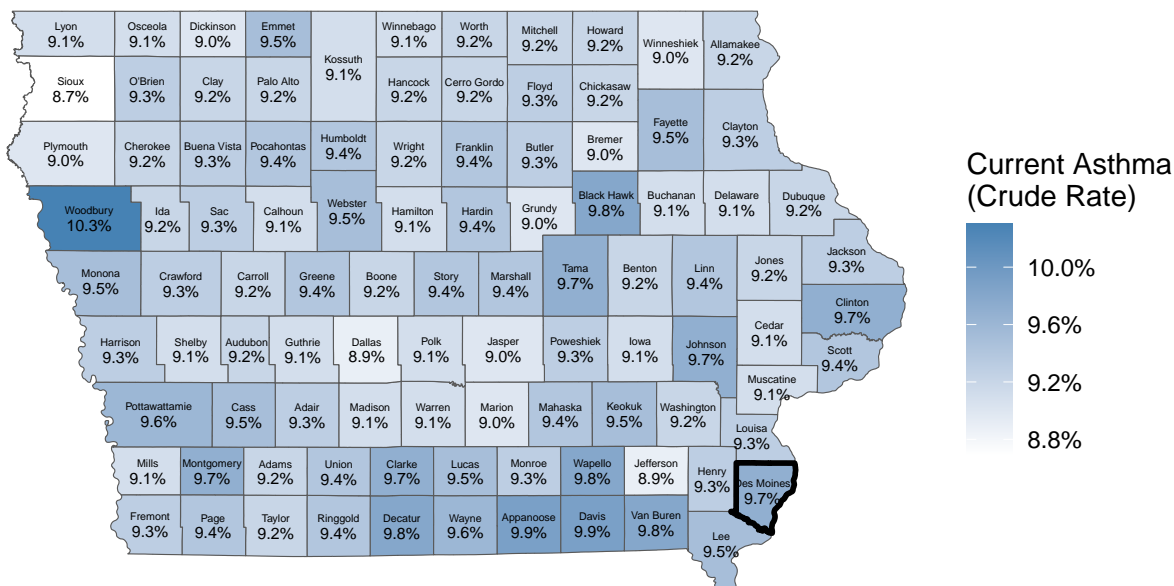 Lyon
9.1%
Osceola
9.1%
Dickinson
9.0%
Emmet
9.5%
Kossuth
9.1%
Winnebago
9.1%
Worth
9.2%
Mitchell
9.2%
Howard
9.2%
Winneshiek
9.0%
Allamakee
9.2%
Sioux
8.7%
O'Brien
9.3%
Clay
9.2%
Palo Alto
9.2%
Hancock
9.2%
Cerro Gordo
9.2%
Floyd
9.3%
Chickasaw
9.2%
Fayette
9.5%
Clayton
9.3%
Plymouth
9.0%
Cherokee
9.2%
Buena Vista
9.3%
Pocahontas
9.4%
Humboldt
9.4%
Wright
9.2%
Franklin
9.4%
Butler
9.3%
Bremer
9.0%
Woodbury
10.3%
Ida
9.2%
Sac
9.3%
Calhoun
9.1%
Webster
9.5%
Hamilton
9.1%
Hardin
9.4%
Grundy
9.0%
Black Hawk
9.8%
Buchanan
9.1%
Delaware
9.1%
Dubuque
9.2%
Monona
9.5%
Crawford
9.3%
Carroll
9.2%
Greene
9.4%
Boone
9.2%
Story
9.4%
Marshall
9.4%
Tama
9.7%
Benton
9.2%
Linn
9.4%
Jones
9.2%
Jackson
9.3%
Clinton
9.7%
Harrison
9.3%
Shelby
9.1%
Audubon
9.2%
Guthrie
9.1%
Dallas
8.9%
Polk
9.1%
Jasper
9.0%
Poweshiek
9.3%
Iowa
9.1%
Johnson
9.7%
Cedar
9.1%
Scott
9.4%
Muscatine
9.1%
Pottawattamie
9.6%
Cass
9.5%
Adair
9.3%
Madison
9.1%
Warren
9.1%
Marion
9.0%
Mahaska
9.4%
Keokuk
9.5%
Washington
9.2%
Louisa
9.3%
Mills
9.1%
Montgomery
9.7%
Adams
9.2%
Union
9.4%
Clarke
9.7%
Lucas
9.5%
Monroe
9.3%
Wapello
9.8%
Jefferson
8.9%
Henry
9.3%
Des Moines
9.7%
Fremont
9.3%
Page
9.4%
Taylor
9.2%
Ringgold
9.4%
Decatur
9.8%
Wayne
9.6%
Appanoose
9.9%
Davis
9.9%
Van Buren
9.8%
Lee
9.5%
Current Asthma
(Crude Rate)
10.0%
9.6%
9.2%
8.8%